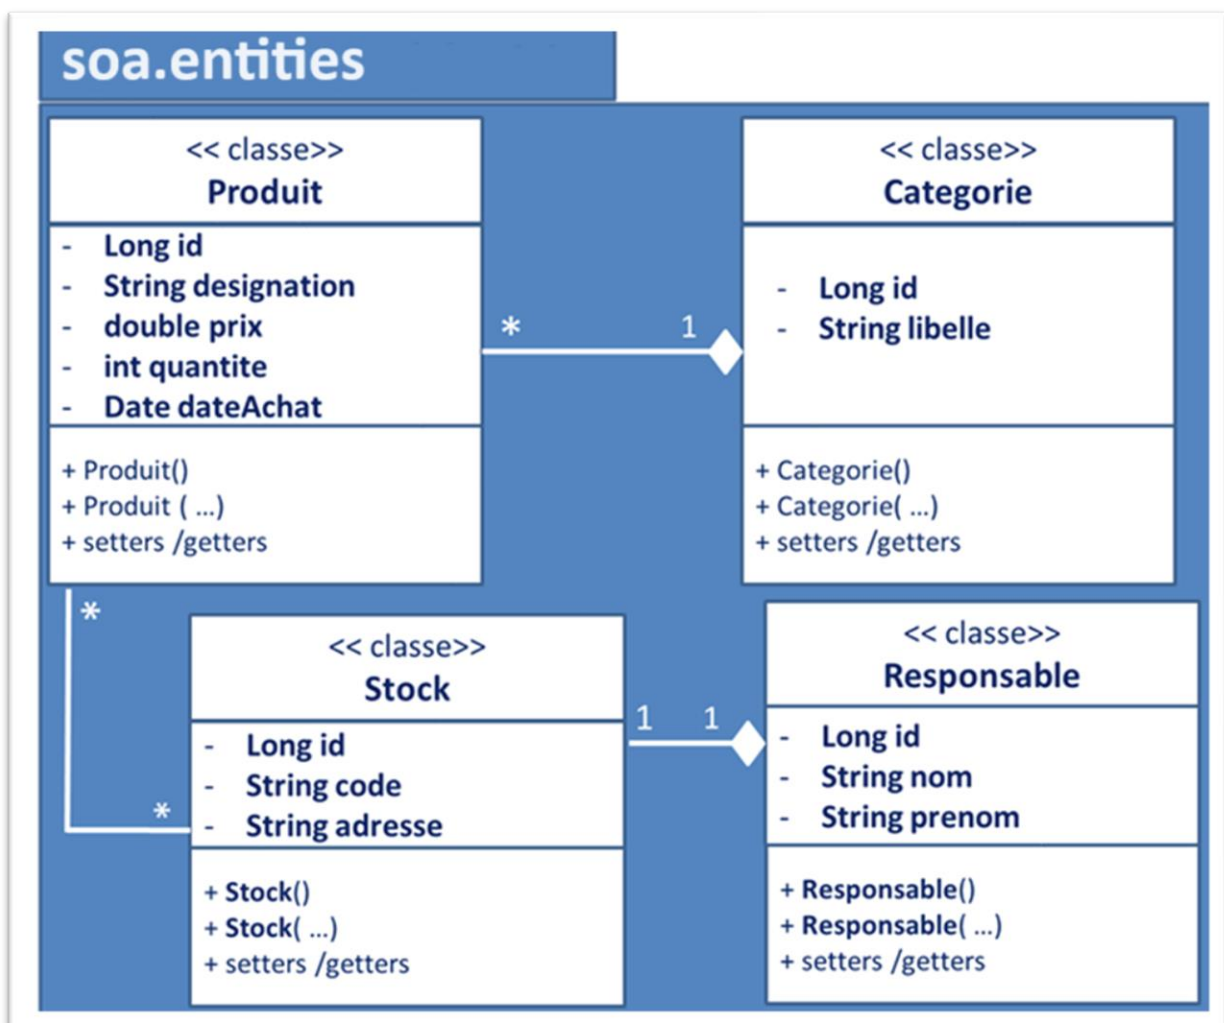 soa.entities
<< classe>>
Produit
- Long id
- String designation
- double prix
- int quantite
- Date dateAchat
+ Produit()
+ Produit ( ...)
+ setters /getters
<< classe>>
Categorie
- Long id
- String libelle
+ Categorie()
+ Categorie( ...)
+ setters /getters
* 1
*
*
<< classe>>
Stock
- Long id
- String code
- String adresse
+ Stock()
+ Stock( ...)
+ setters /getters
1 1
<< classe>>
Responsable
- Long id
- String nom
- String prenom
+ Responsable()
+ Responsable( ...)
+ setters /getters